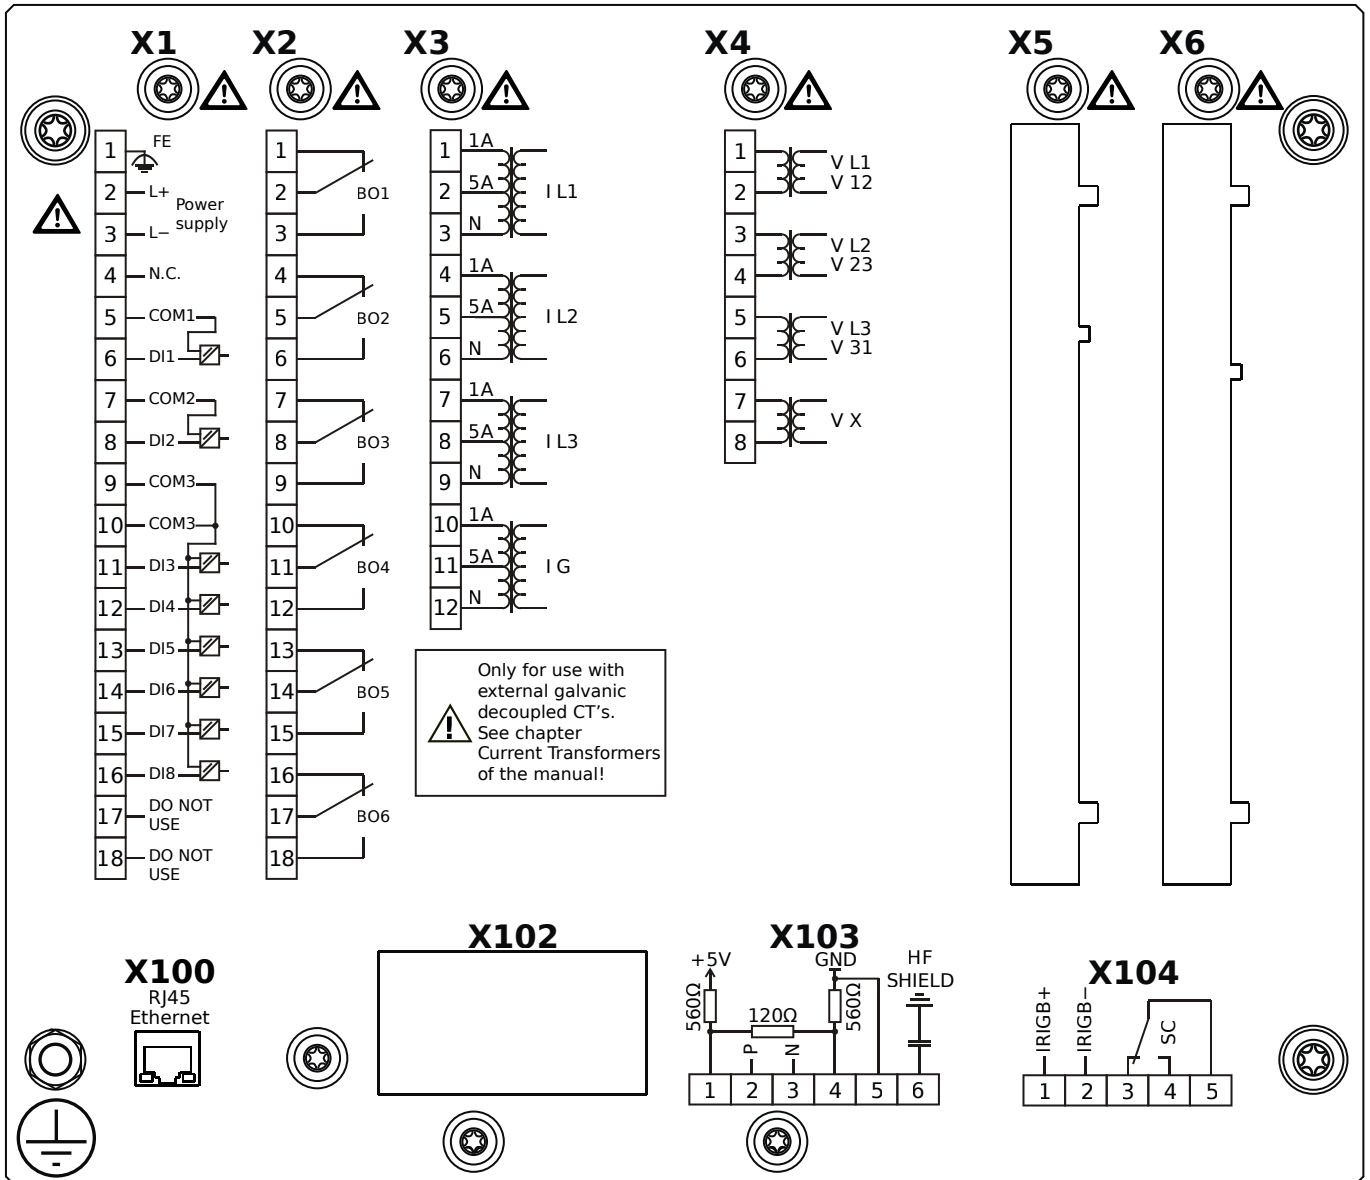 X1
X2
X3
X4
X5
X6
1 FE
2 L+
Power
supply
3 L−
4 N.C.
5 COM1
6 DI1
7 COM2
8 DI2
9 COM3
10 COM3
11 DI3
12 DI4
13 DI5
14 DI6
15 DI7
16 DI8
17 DO NOT
USE
18 DO NOT
USE
1
2 BO1
3
4
5 BO2
6
7
8 BO3
9
10
11 BO4
12
13
14 BO5
15
16
17 BO6
18
1 1A
2 5A I L1
3 N
4 1A
5 5A I L2
6 N
7 1A
8 5A I L3
9 N
10 1A
11 5A I G
12 N
Only for use with
external galvanic
decoupled CT's.
See chapter
Current Transformers
of the manual!
1 V L1
2 V 12
3 V L2
4 V 23
5 V L3
6 V 31
7 V X
8
X100
RJ45
Ethernet
X102
X103
+5V
GND
HF
SHIELD
560Ω
120Ω
560Ω
P
N
1 2 3 4 5 6
X104
IRIGB+
IRIGB−
SC
1 2 3 4 5